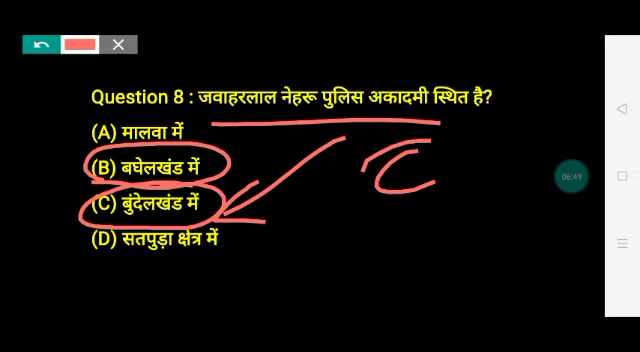 Question 8 : जवाहरलाल नेहरू पुलिस अकादमी स्थित है?
(A) मालवा में
(B) बघेलखंड में
(C) बुंदेलखंड में
(D) सतपुड़ा क्षेत्र में
C
06:49